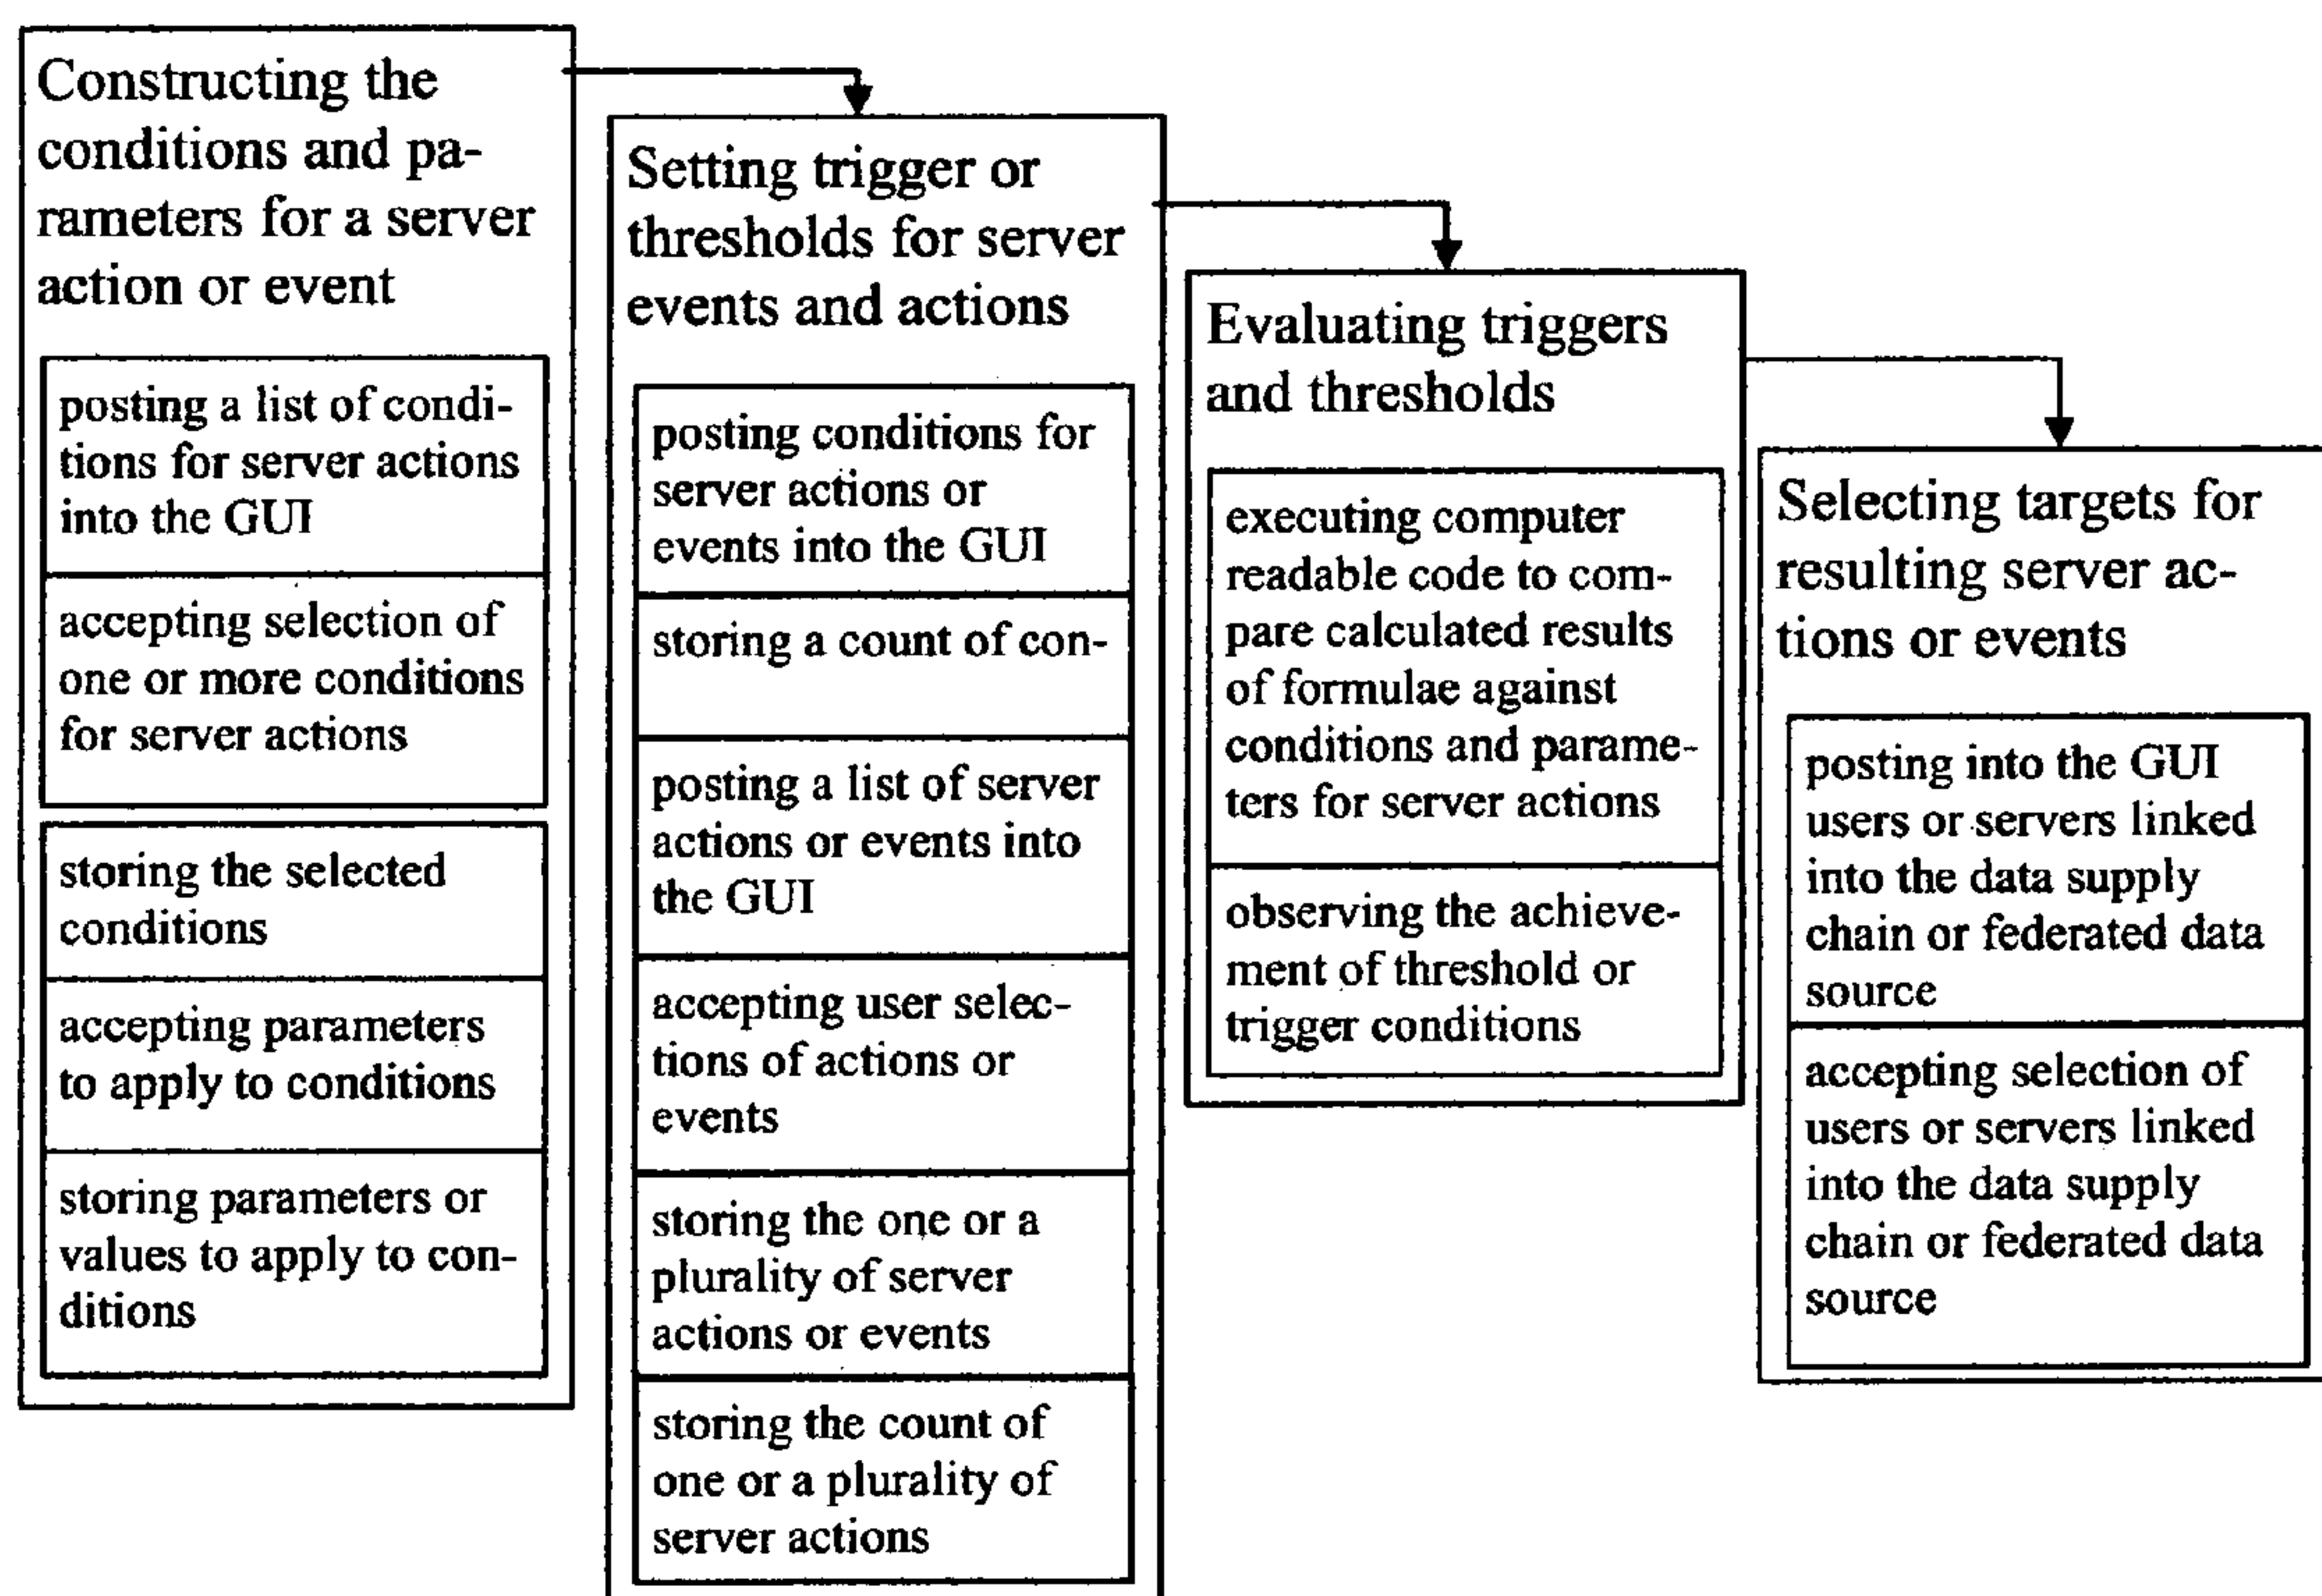 Constructing the
conditions and pa-
rameters for a server
action or event
posting a list of condi-
tions for server actions
into the GUI
accepting selection of
one or more conditions
for server actions
storing the selected
conditions
accepting parameters
to apply to conditions
storing parameters or
values to apply to con-
ditions
Setting trigger or
thresholds for server
events and actions
posting conditions for
server actions or
events into the GUI
storing a count of con-
posting a list of server
actions or events into
the GUI
accepting user selec-
tions of actions or
events
storing the one or a
plurality of server
actions or events
storing the count of
one or a plurality of
server actions
Evaluating triggers
and thresholds
executing computer
readable code to com-
pare calculated results
of formulae against
conditions and parame-
ters for server actions
observing the achieve-
ment of threshold or
trigger conditions
Selecting targets for
resulting server ac-
tions or events
posting into the GUI
users or servers linked
into the data supply
chain or federated data
source
accepting selection of
users or servers linked
into the data supply
chain or federated data
source